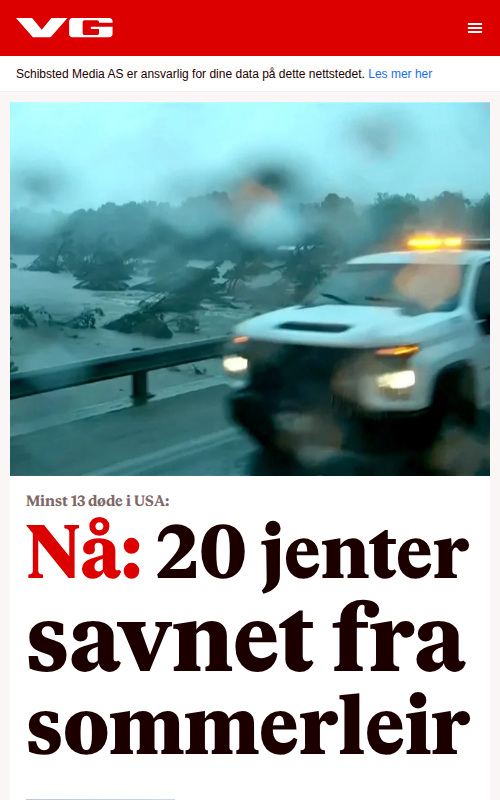 VG
Schibsted Media AS er ansvarlig for dine data på dette nettstedet. Les mer her
Minst 13 døde i USA:
Nå: 20 jenter
savnet fra
sommerleir